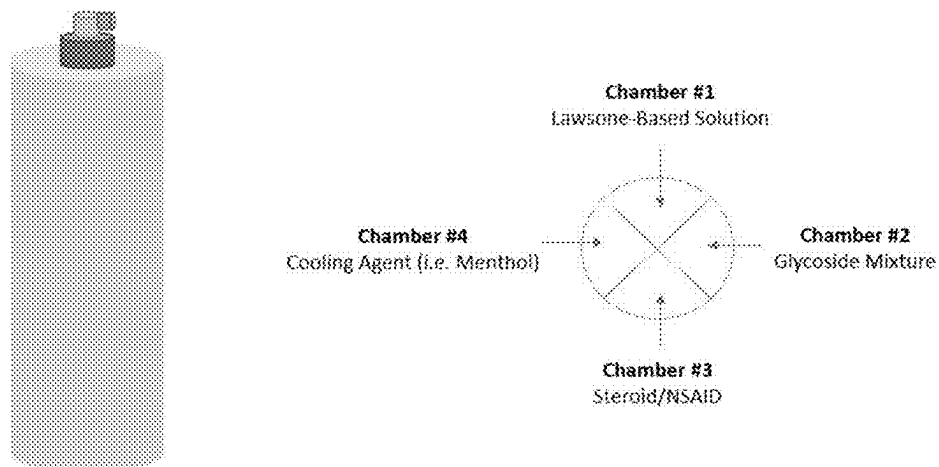 Chamber #1
Lawsone-Based Solution
Chamber #4
Cooling Agent (i.e. Menthol)
Chamber #2
Glycoside Mixture
Chamber #3
Steroid/NSAID